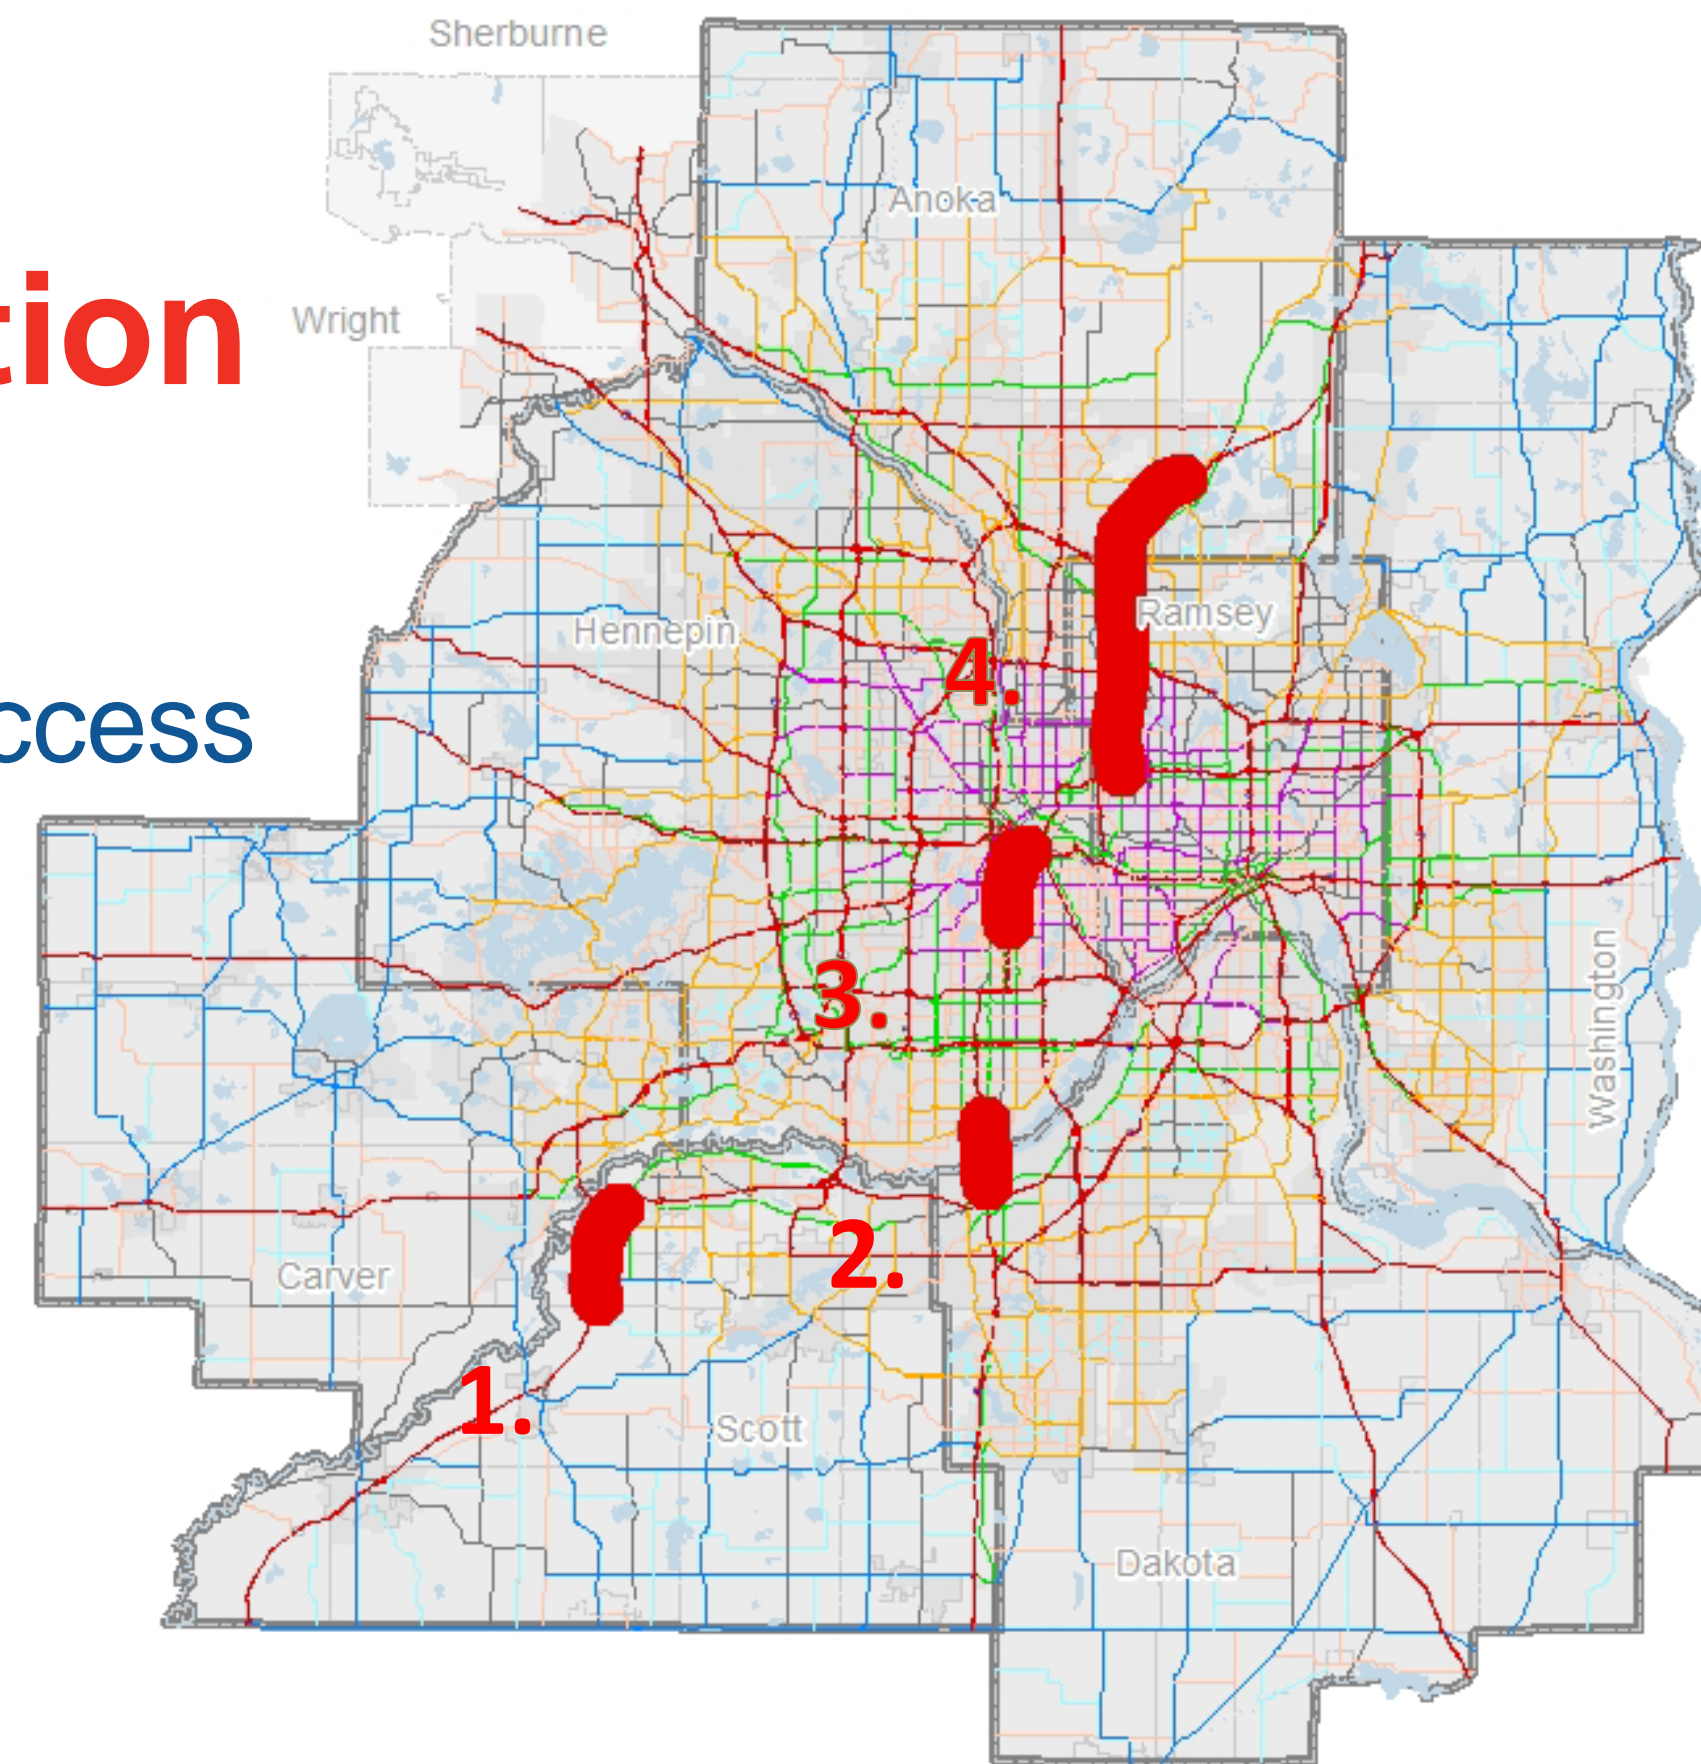 Sherburne
Anoka
tion
Wright
Hennepin
Ramsey
4.
ccess
Washington
3.
2.
Carver
1.
Scott
Dakota